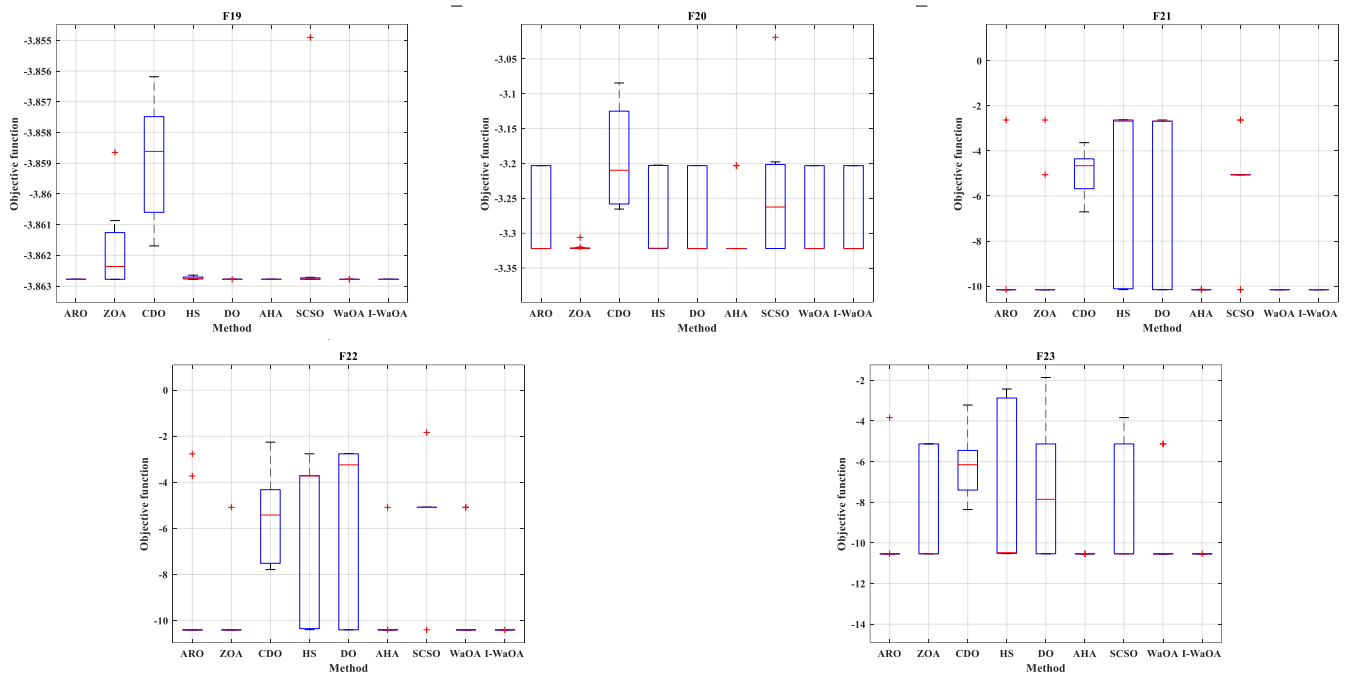 F19
-3.855
-3.856
-3.857
-3.858
-3.859
-3.86
-3.861
-3.862
-3.863
Objective function
ARO ZOA CDO HS DO AHA SCSO WaOA I-WaOA
Method
F20
-3.05
-3.1
-3.15
-3.2
-3.25
-3.3
-3.35
Objective function
ARO ZOA CDO HS DO AHA SCSO WaOA I-WaOA
Method
F21
0
-2
-4
-6
-8
-10
Objective function
ARO ZOA CDO HS DO AHA SCSO WaOA I-WaOA
Method
F22
0
-2
-4
-6
-8
-10
Objective function
ARO ZOA CDO HS DO AHA SCSO WaOA I-WaOA
Method
F23
-2
-4
-6
-8
-10
-12
-14
Objective function
ARO ZOA CDO HS DO AHA SCSO WaOA I-WaOA
Method